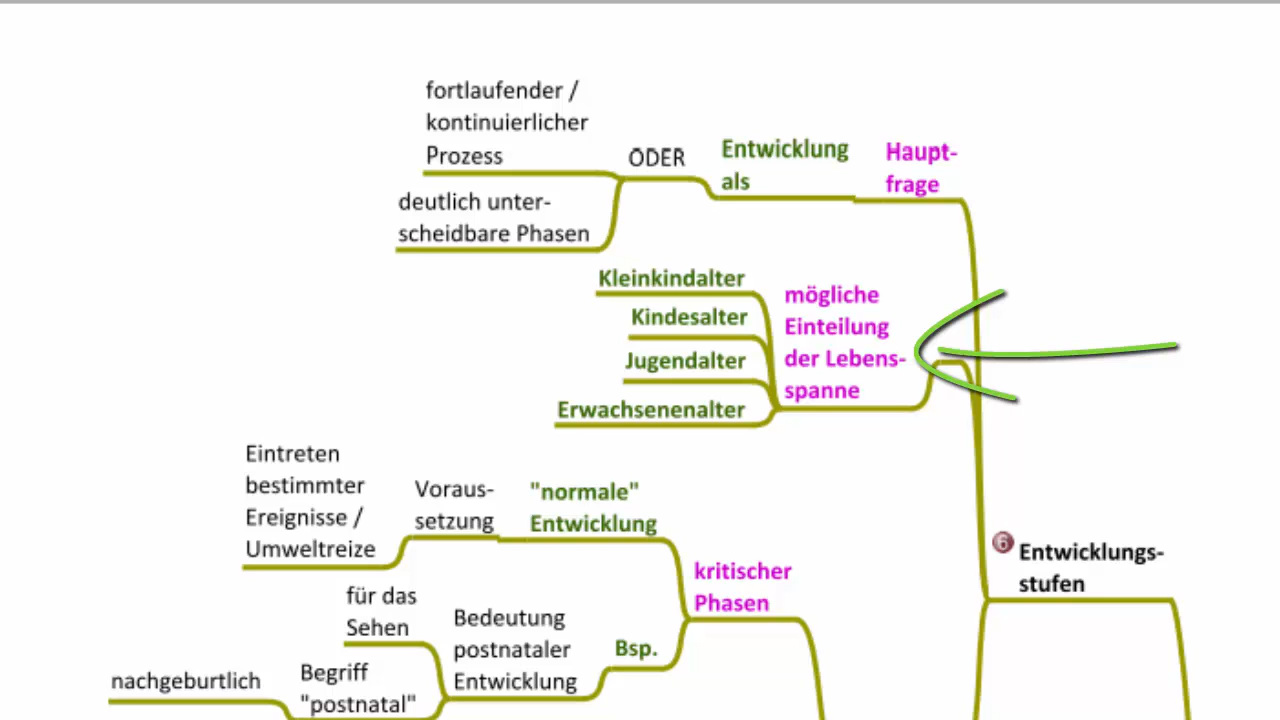 fortlaufender /
kontinuierlicher
Prozess
ODER
Entwicklung
als
Haupt-
frage
deutlich unter-
scheidbare Phasen
Kleinkindalter
Kindesalter
Jugendalter
Erwachsenenalter
mögliche
Einteilung
der Lebens-
spanne
Eintreten
bestimmter
Ereignisse /
Umweltreize
Voraus-
setzung
"normale"
Entwicklung
kritischer
Phasen
6 Entwicklungs-
stufen
für das
Sehen
Bedeutung
postnataler
Entwicklung
Bsp.
nachgeburtlich
Begriff
"postnatal"